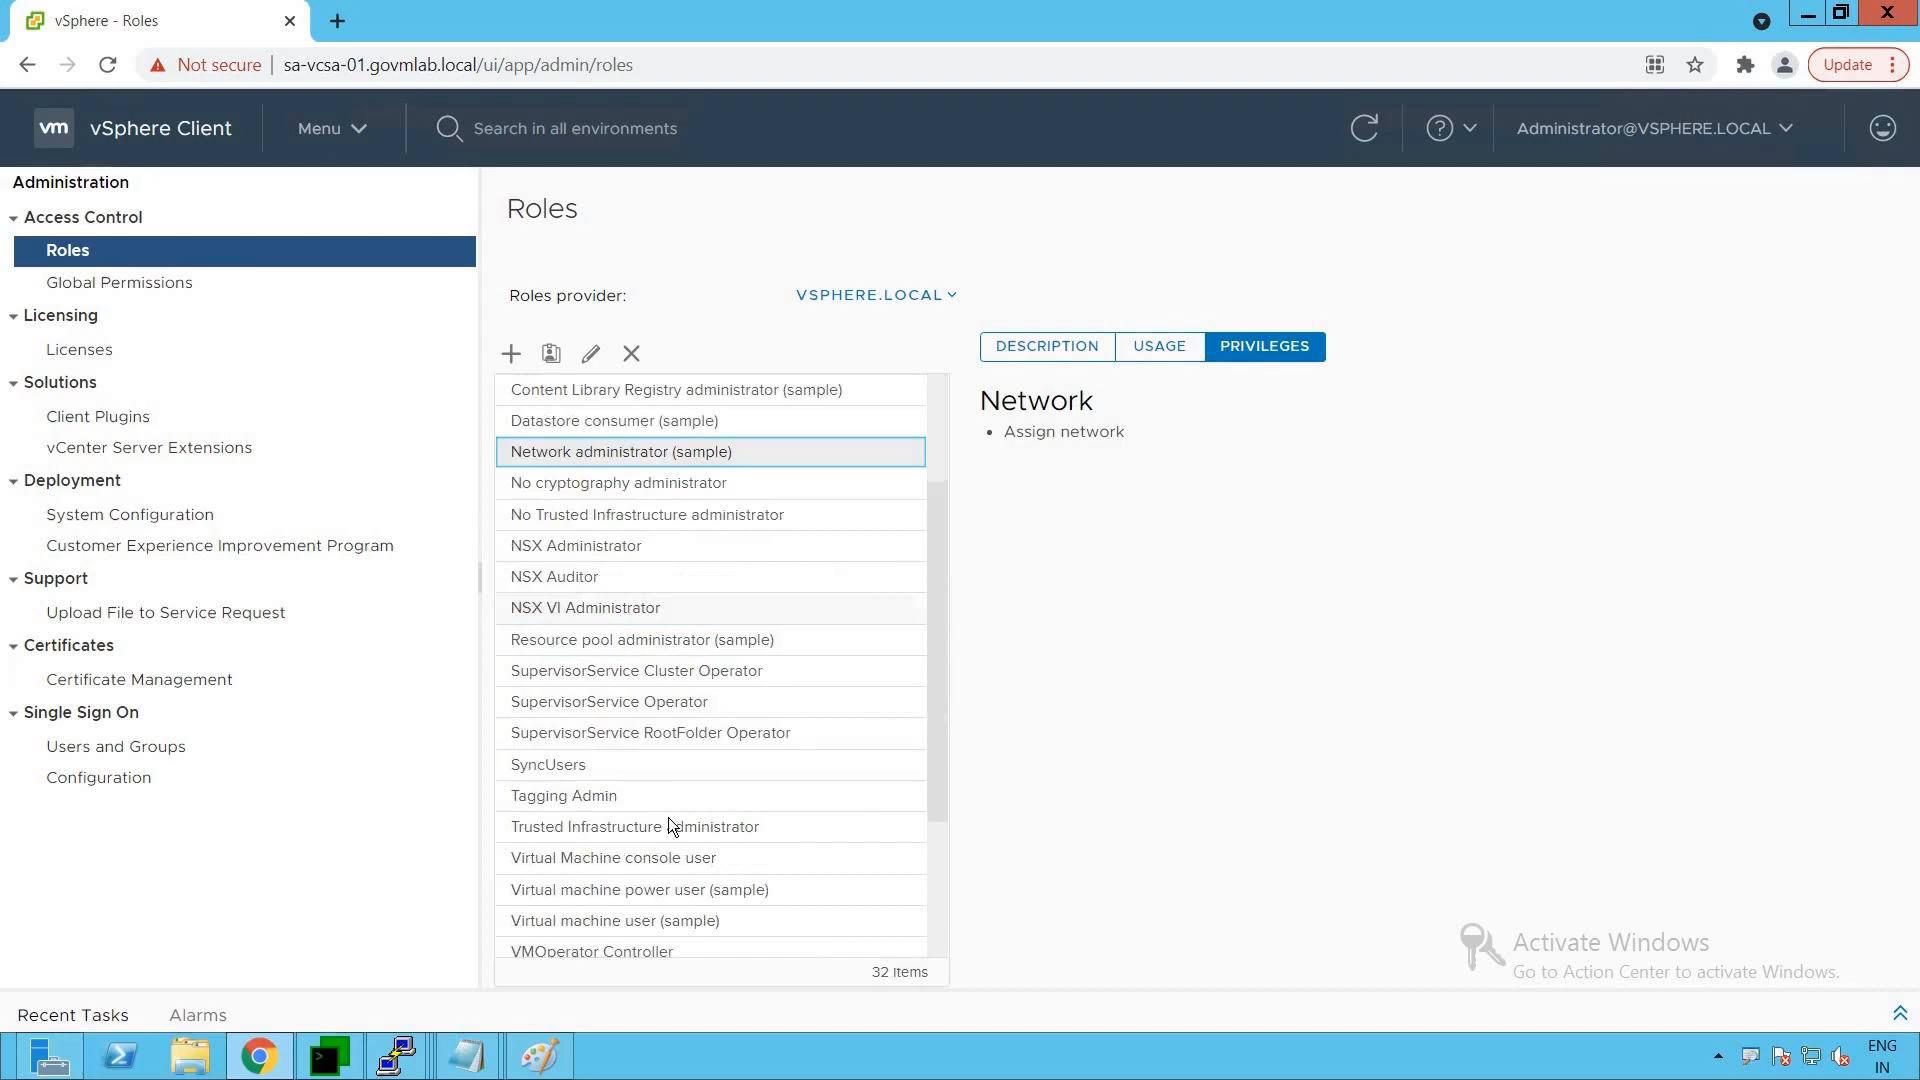 vSphere - Roles
Not secure | sa-vcsa-01.govmlab.local/ui/app/admin/roles
Update
vm vSphere Client Menu Search in all environments Administrator@VSPHERE.LOCAL
Administration
Access Control
Roles
Global Permissions
Licensing
Licenses
Solutions
Client Plugins
vCenter Server Extensions
Deployment
System Configuration
Customer Experience Improvement Program
Support
Upload File to Service Request
Certificates
Certificate Management
Single Sign On
Users and Groups
Configuration
Roles
Roles provider: VSPHERE.LOCAL
Content Library Registry administrator (sample)
Datastore consumer (sample)
Network administrator (sample)
No cryptography administrator
No Trusted Infrastructure administrator
NSX Administrator
NSX Auditor
NSX VI Administrator
Resource pool administrator (sample)
SupervisorService Cluster Operator
SupervisorService Operator
SupervisorService RootFolder Operator
SyncUsers
Tagging Admin
Trusted Infrastructure administrator
Virtual Machine console user
Virtual machine power user (sample)
Virtual machine user (sample)
VMOperator Controller
32 items
DESCRIPTION USAGE PRIVILEGES
Network
Assign network
Activate Windows
Go to Action Center to activate Windows.
Recent Tasks Alarms
ENG
IN